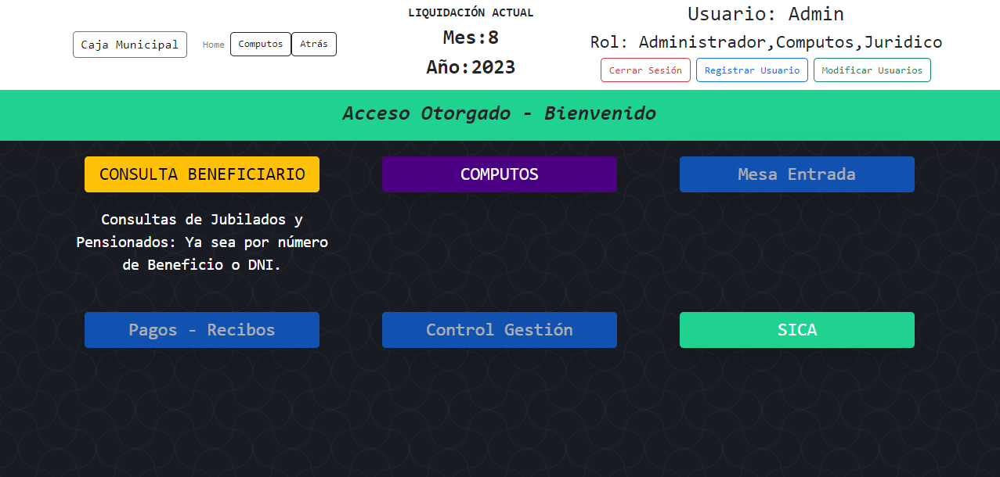 Caja Municipal
Home
Computos
Atrás
LIQUIDACIÓN ACTUAL
Mes:8
Año:2023
Usuario: Admin
Rol: Administrador,Computos,Juridico
Cerrar Sesión
Registrar Usuario
Modificar Usuarios
Acceso Otorgado - Bienvenido
CONSULTA BENEFICIARIO
Consultas de Jubilados y
Pensionados: Ya sea por número
de Beneficio o DNI.
COMPUTOS
Mesa Entrada
Pagos - Recibos
Control Gestión
SICA